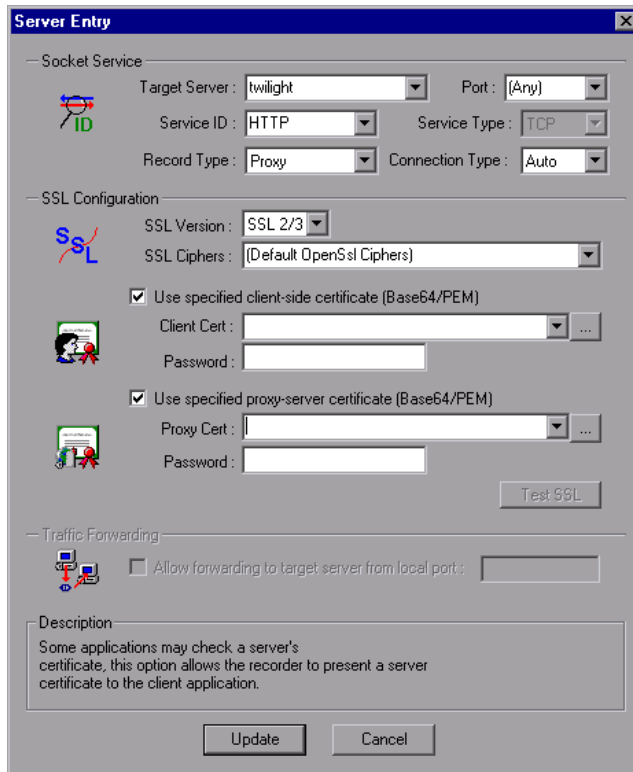 Server Entry
Socket Service
Target Server : twilight Port : (Any)
ID
Service ID : HTTP Service Type : TCP
Record Type : Proxy Connection Type : Auto
SSL Configuration
SSL
SSL Version : SSL 2/3
SSL Ciphers : (Default OpenSsl Ciphers)
Use specified client-side certificate (Base64/PEM)
Client Cert : ...
Password :
Use specified proxy-server certificate (Base64/PEM)
Proxy Cert : ...
Password :
Test SSL
Traffic Forwarding
Allow forwarding to target server from local port :
Description
Some applications may check a server's
certificate, this option allows the recorder to present a server
certificate to the client application.
Update Cancel